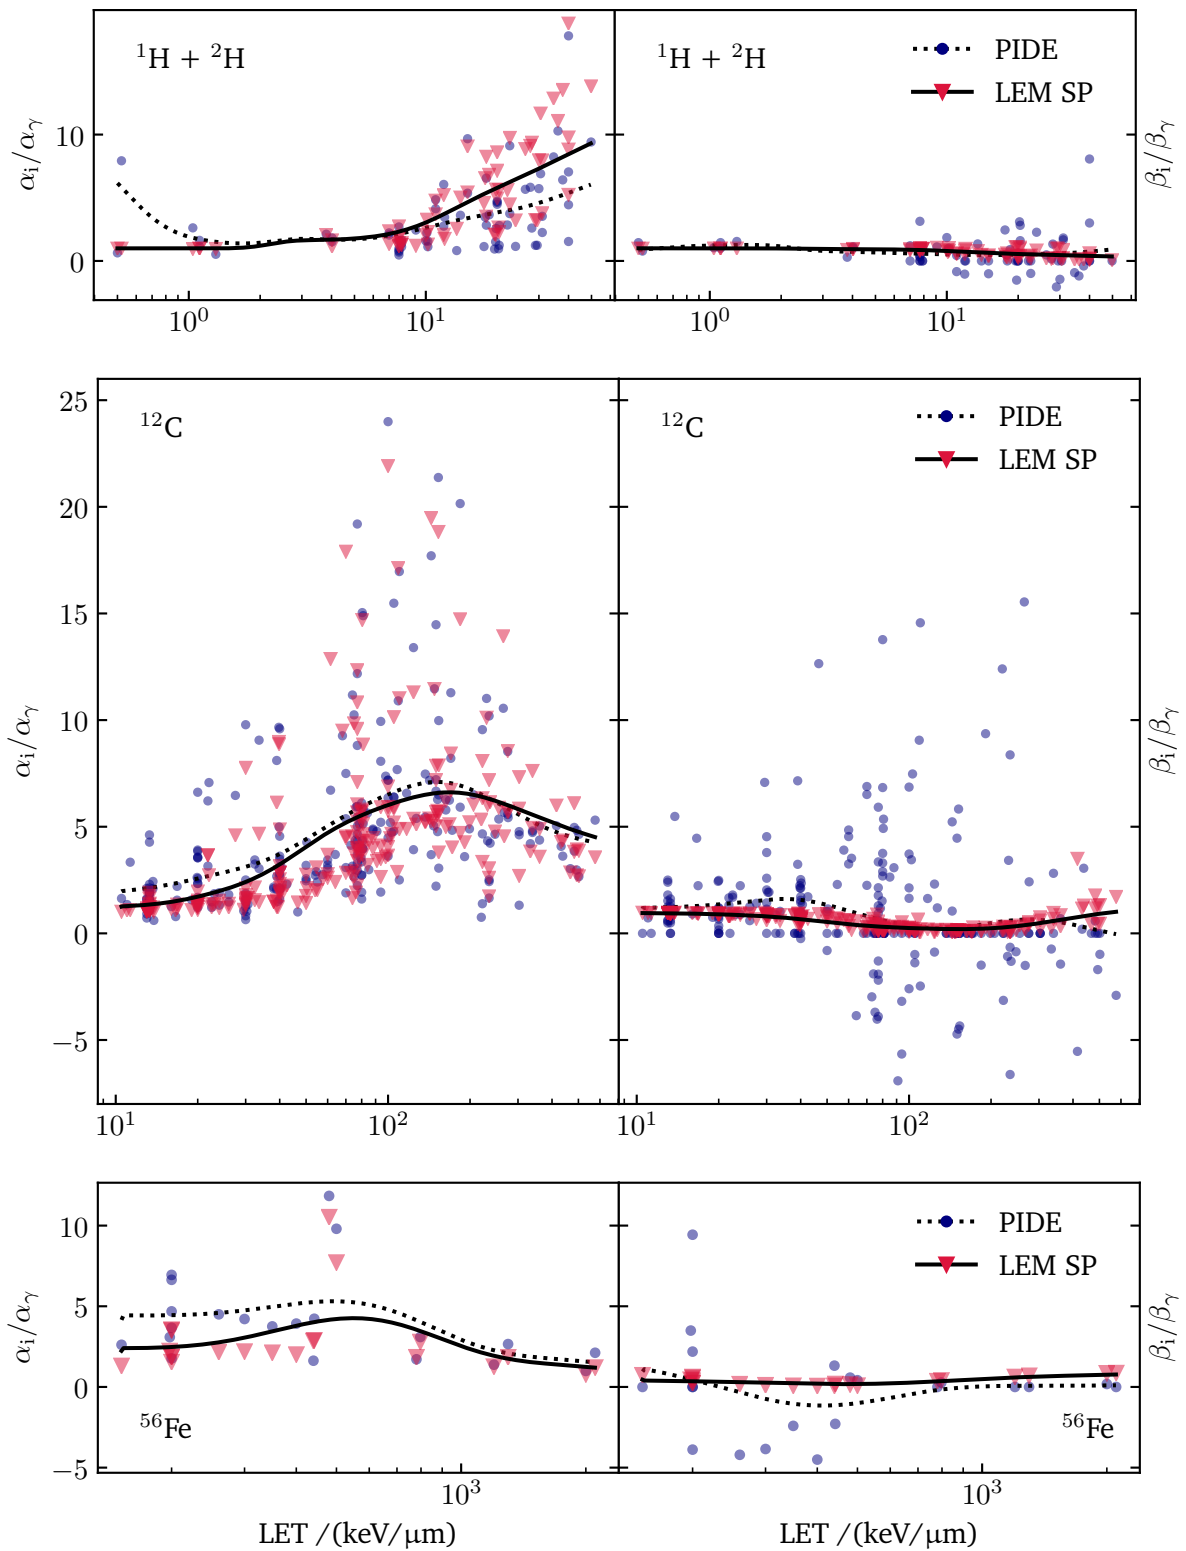 ¹H + ²H
¹H + ²H
PIDE
LEM SP
10
0
αᵢ/αᵧ
βᵢ/βᵧ
10⁰ 10¹ 10⁰ 10¹
¹²C
¹²C
PIDE
LEM SP
25
20
15
10
5
0
−5
αᵢ/αᵧ
βᵢ/βᵧ
10¹ 10² 10¹ 10²
PIDE
LEM SP
10
5
0
−5
αᵢ/αᵧ
βᵢ/βᵧ
⁵⁶Fe
⁵⁶Fe
10³ 10³
LET /(keV/μm) LET /(keV/μm)